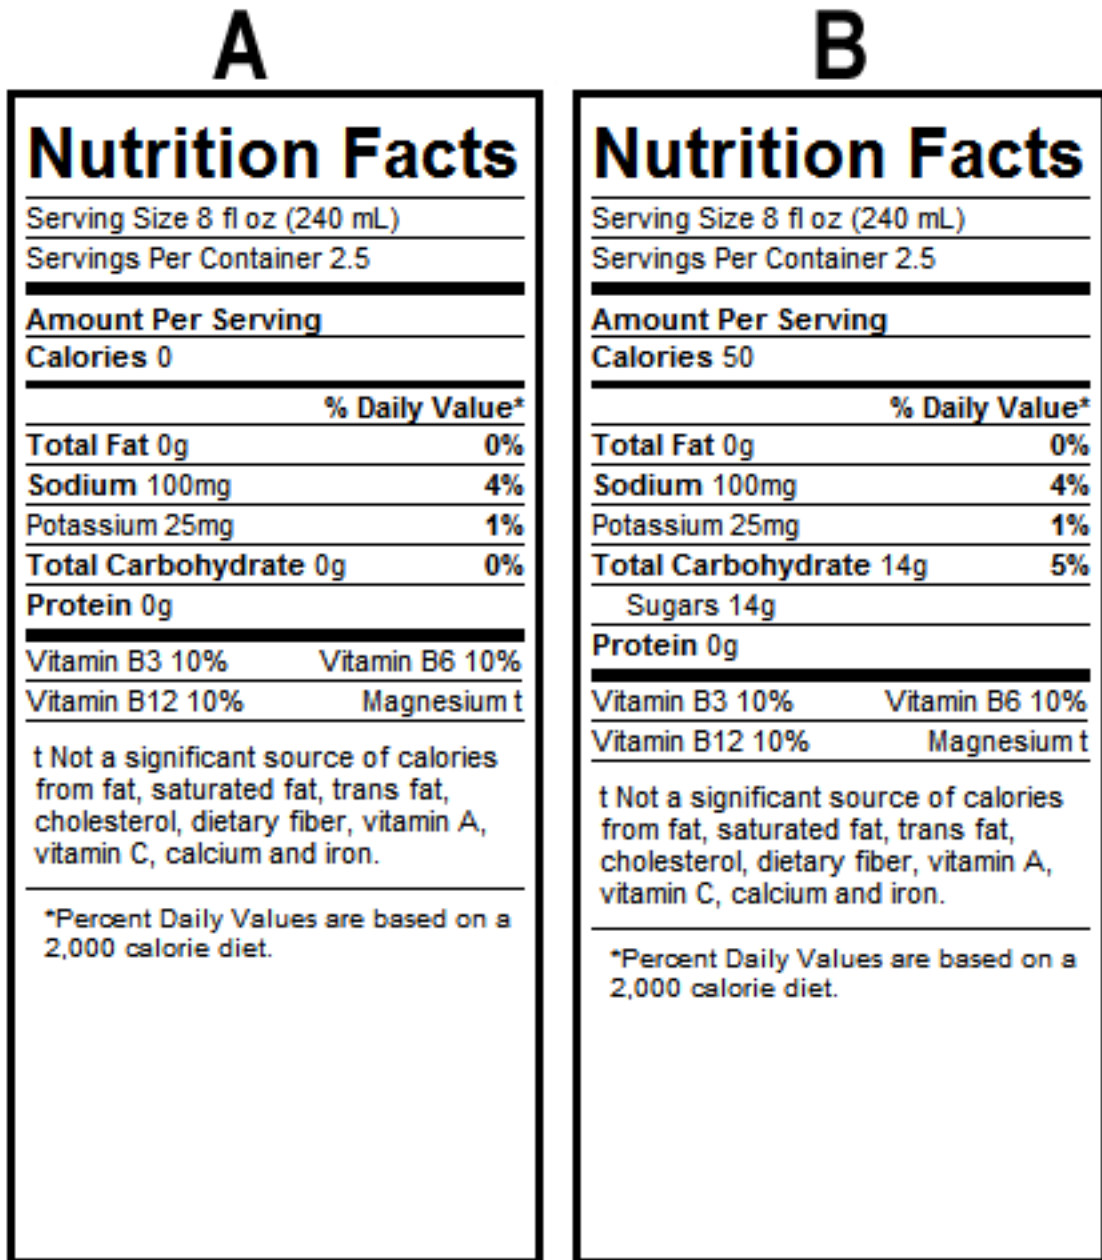 A
Nutrition Facts
Serving Size 8 fl oz (240 mL)
Servings Per Container 2.5
Amount Per Serving
Calories 0
% Daily Value*
Total Fat 0g 0%
Sodium 100mg 4%
Potassium 25mg 1%
Total Carbohydrate 0g 0%
Protein 0g
Vitamin B3 10% Vitamin B6 10%
Vitamin B12 10% Magnesium t
t Not a significant source of calories
from fat, saturated fat, trans fat,
cholesterol, dietary fiber, vitamin A,
vitamin C, calcium and iron.
*Percent Daily Values are based on a
2,000 calorie diet.
B
Nutrition Facts
Serving Size 8 fl oz (240 mL)
Servings Per Container 2.5
Amount Per Serving
Calories 50
% Daily Value*
Total Fat 0g 0%
Sodium 100mg 4%
Potassium 25mg 1%
Total Carbohydrate 14g 5%
Sugars 14g
Protein 0g
Vitamin B3 10% Vitamin B6 10%
Vitamin B12 10% Magnesium t
t Not a significant source of calories
from fat, saturated fat, trans fat,
cholesterol, dietary fiber, vitamin A,
vitamin C, calcium and iron.
*Percent Daily Values are based on a
2,000 calorie diet.